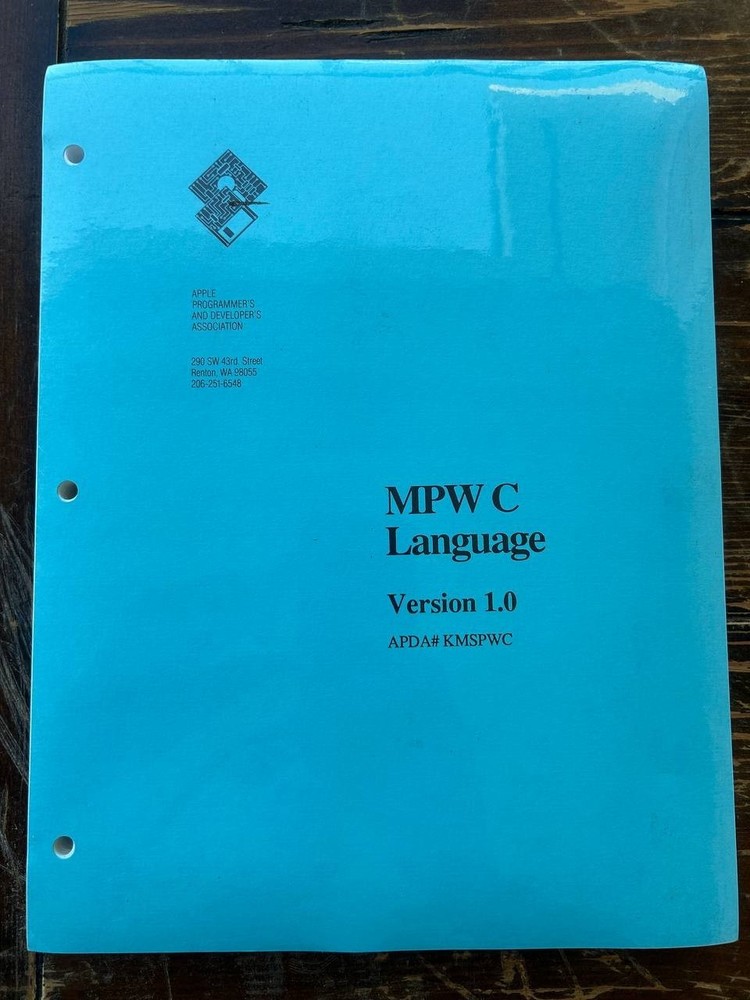 APPLE
PROGRAMMER'S
AND DEVELOPER'S
ASSOCIATION
290 SW 43rd. Street
Renton, WA 98055
206-251-6548
MPW C
Language
Version 1.0
APDA# KMSPWC